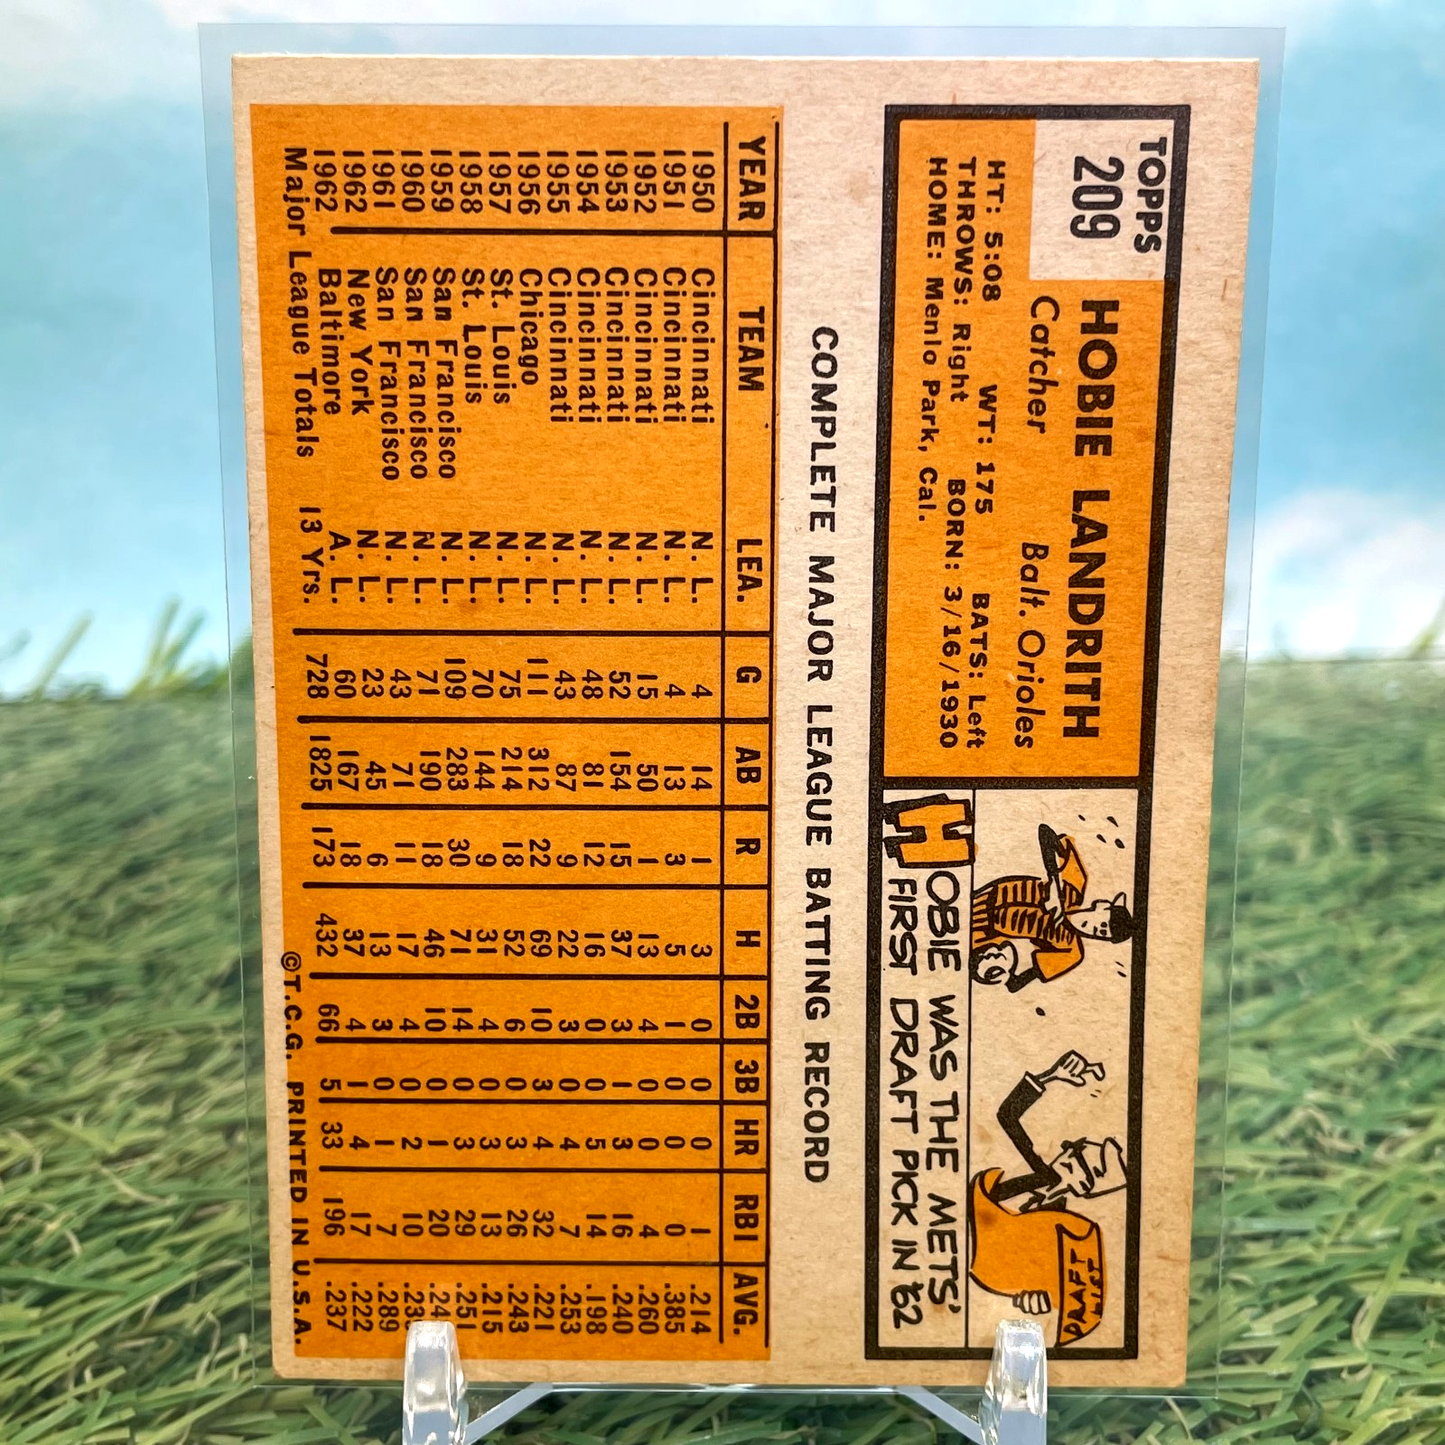 TOPPS
209
HOBIE LANDRITH
Catcher Balt. Orioles
HT: 5:08 WT: 175 BATS: Left
THROWS: Right BORN: 3/16/1930
HOME: Menlo Park, Cal.
DRAFT
LIST
HOBIE WAS THE METS'
FIRST DRAFT PICK IN '62
COMPLETE MAJOR LEAGUE BATTING RECORD
YEAR TEAM LEA. G AB R H 2B 3B HR RBI AVG.
1950 Cincinnati N. L. 4 14 1 3 0 0 0 1 .214
1951 Cincinnati N. L. 4 13 3 5 1 0 0 0 .385
1952 Cincinnati N. L. 15 50 1 13 4 0 0 4 .260
1953 Cincinnati N. L. 52 154 15 37 3 1 3 16 .240
1954 Cincinnati N. L. 48 81 12 16 0 0 5 14 .198
1955 Cincinnati N. L. 43 87 9 22 3 0 4 7 .253
1956 Chicago N. L. 111 312 22 69 10 3 4 32 .221
1957 St. Louis N. L. 75 214 18 52 6 0 3 26 .243
1958 St. Louis N. L. 70 144 9 31 4 0 3 13 .215
1959 San Francisco N. L. 109 283 30 71 14 0 3 29 .251
1960 San Francisco N. L. 71 190 18 46 10 0 1 20
1961 San Francisco N. L. 43 71 11 17 4 0 2 10
1962 New York N. L. 23 45 6 13 3 0 1 7 .289
1962 Baltimore A. L. 60 167 18 37 4 1 4 17 .222
Major League Totals 13 Yrs. 728 1825 173 432 66 5 33 196 .237
©T.C.G. PRINTED IN U.S.A.